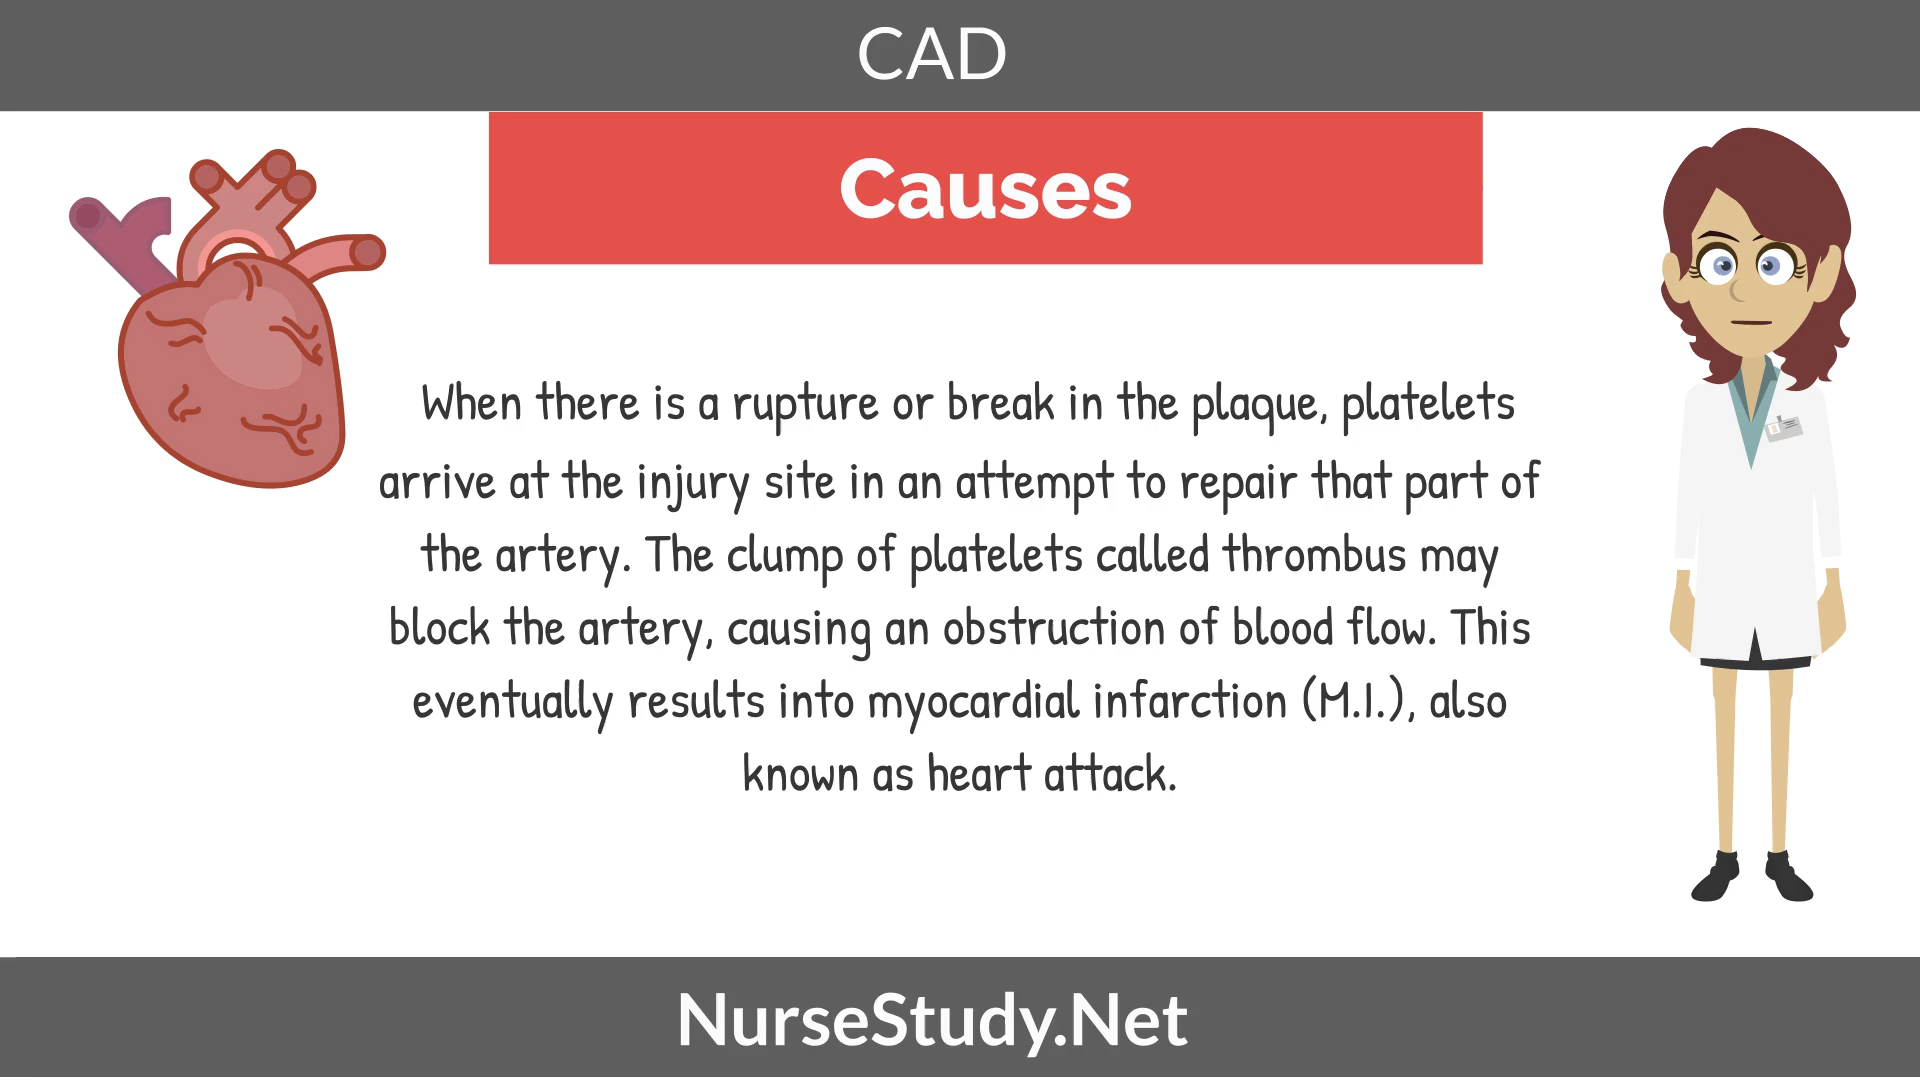 CAD
Causes
When there is a rupture or break in the plaque, platelets
arrive at the injury site in an attempt to repair that part of
the artery. The clump of platelets called thrombus may
block the artery, causing an obstruction of blood flow. This
eventually results into myocardial infarction (M.I.), also
known as heart attack.
NurseStudy.Net